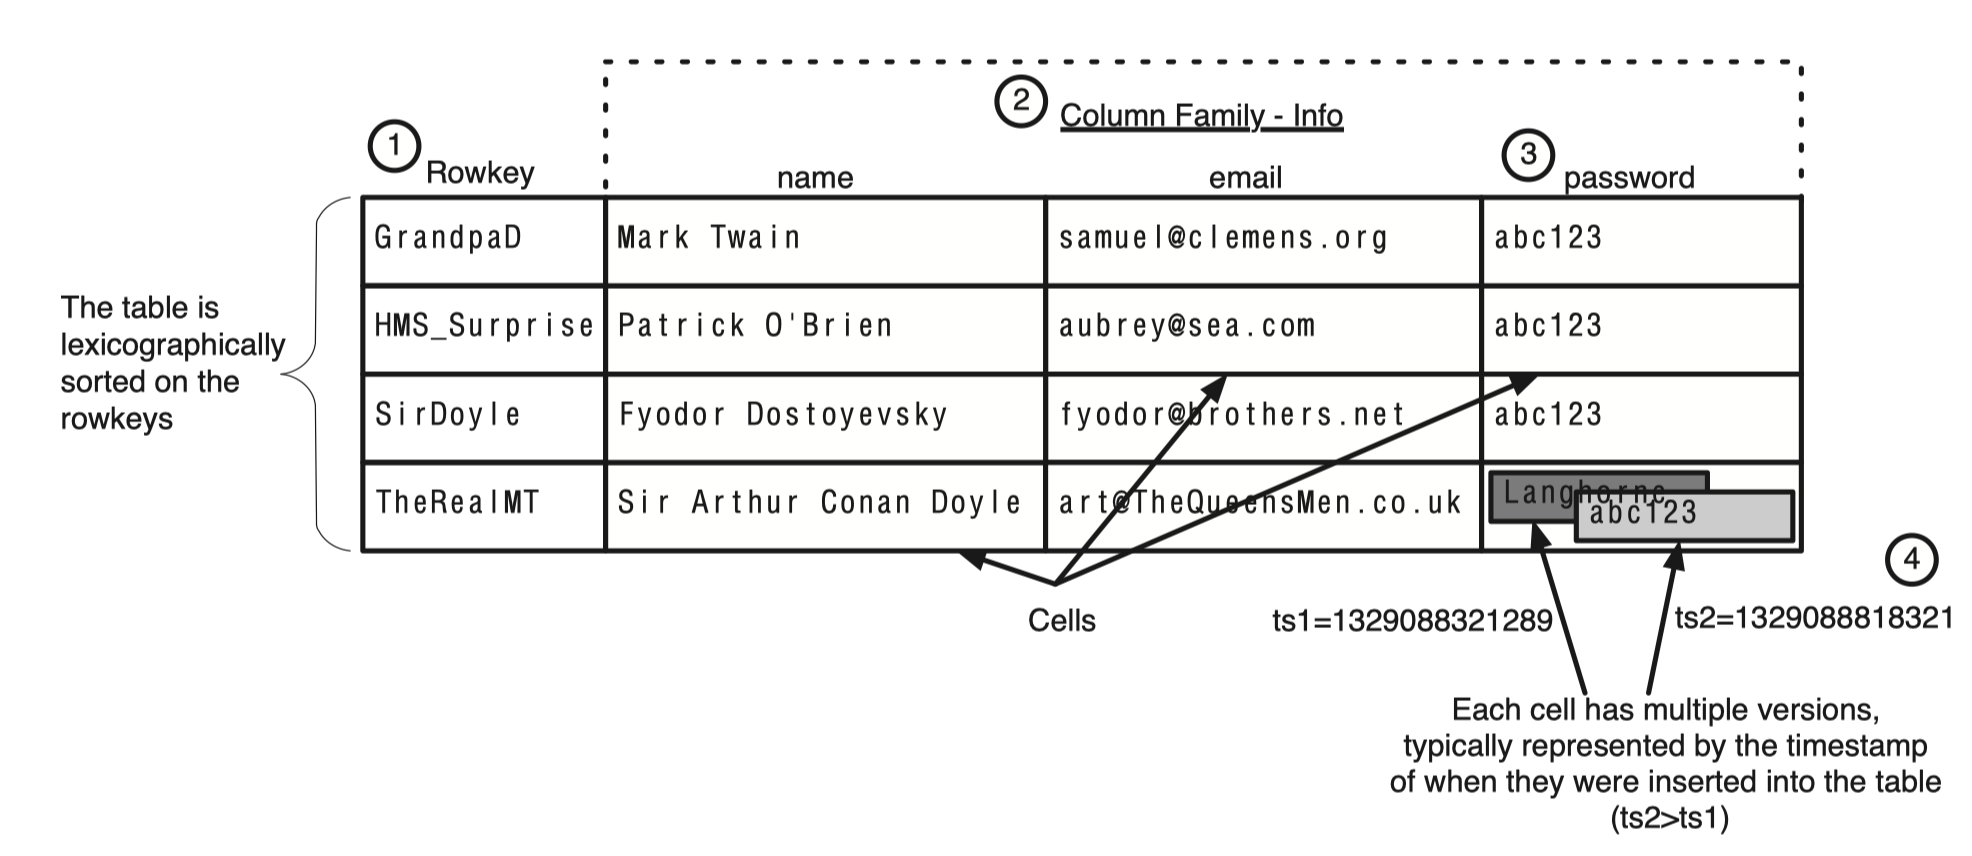 2
Column Family - Info
1
Rowkey
name
email
3
password
GrandpaD
Mark Twain
samuel@clemens.org
abc123
HMS_Surprise
Patrick O'Brien
aubrey@sea.com
abc123
SirDoyle
Fyodor Dostoyevsky
fyodor@brothers.net
abc123
TheRealMT
Sir Arthur Conan Doyle
art@TheQueensMen.co.uk
Langhorne
abc123
The table is
lexicographically
sorted on the
rowkeys
4
Cells
ts1=1329088321289
ts2=1329088818321
Each cell has multiple versions,
typically represented by the timestamp
of when they were inserted into the table
(ts2>ts1)